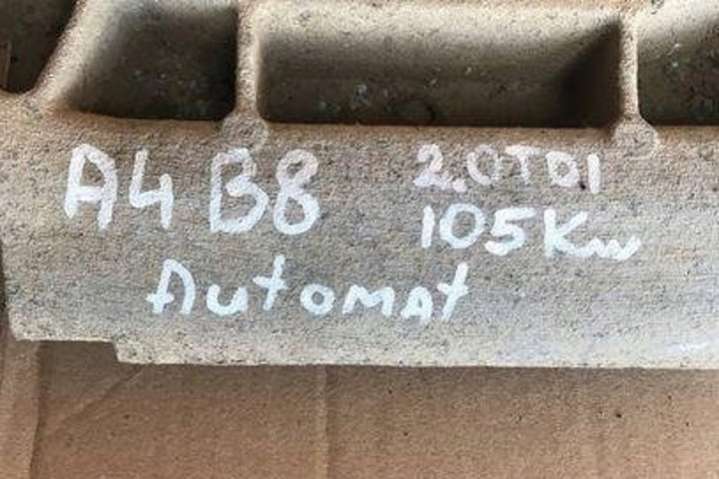 A4 B8 2.0TDI
105Kw
Automat